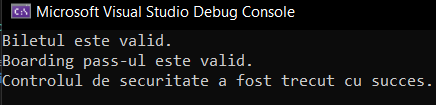 Microsoft Visual Studio Debug Console
Biletul este valid.
Boarding pass-ul este valid.
Controlul de securitate a fost trecut cu succes.